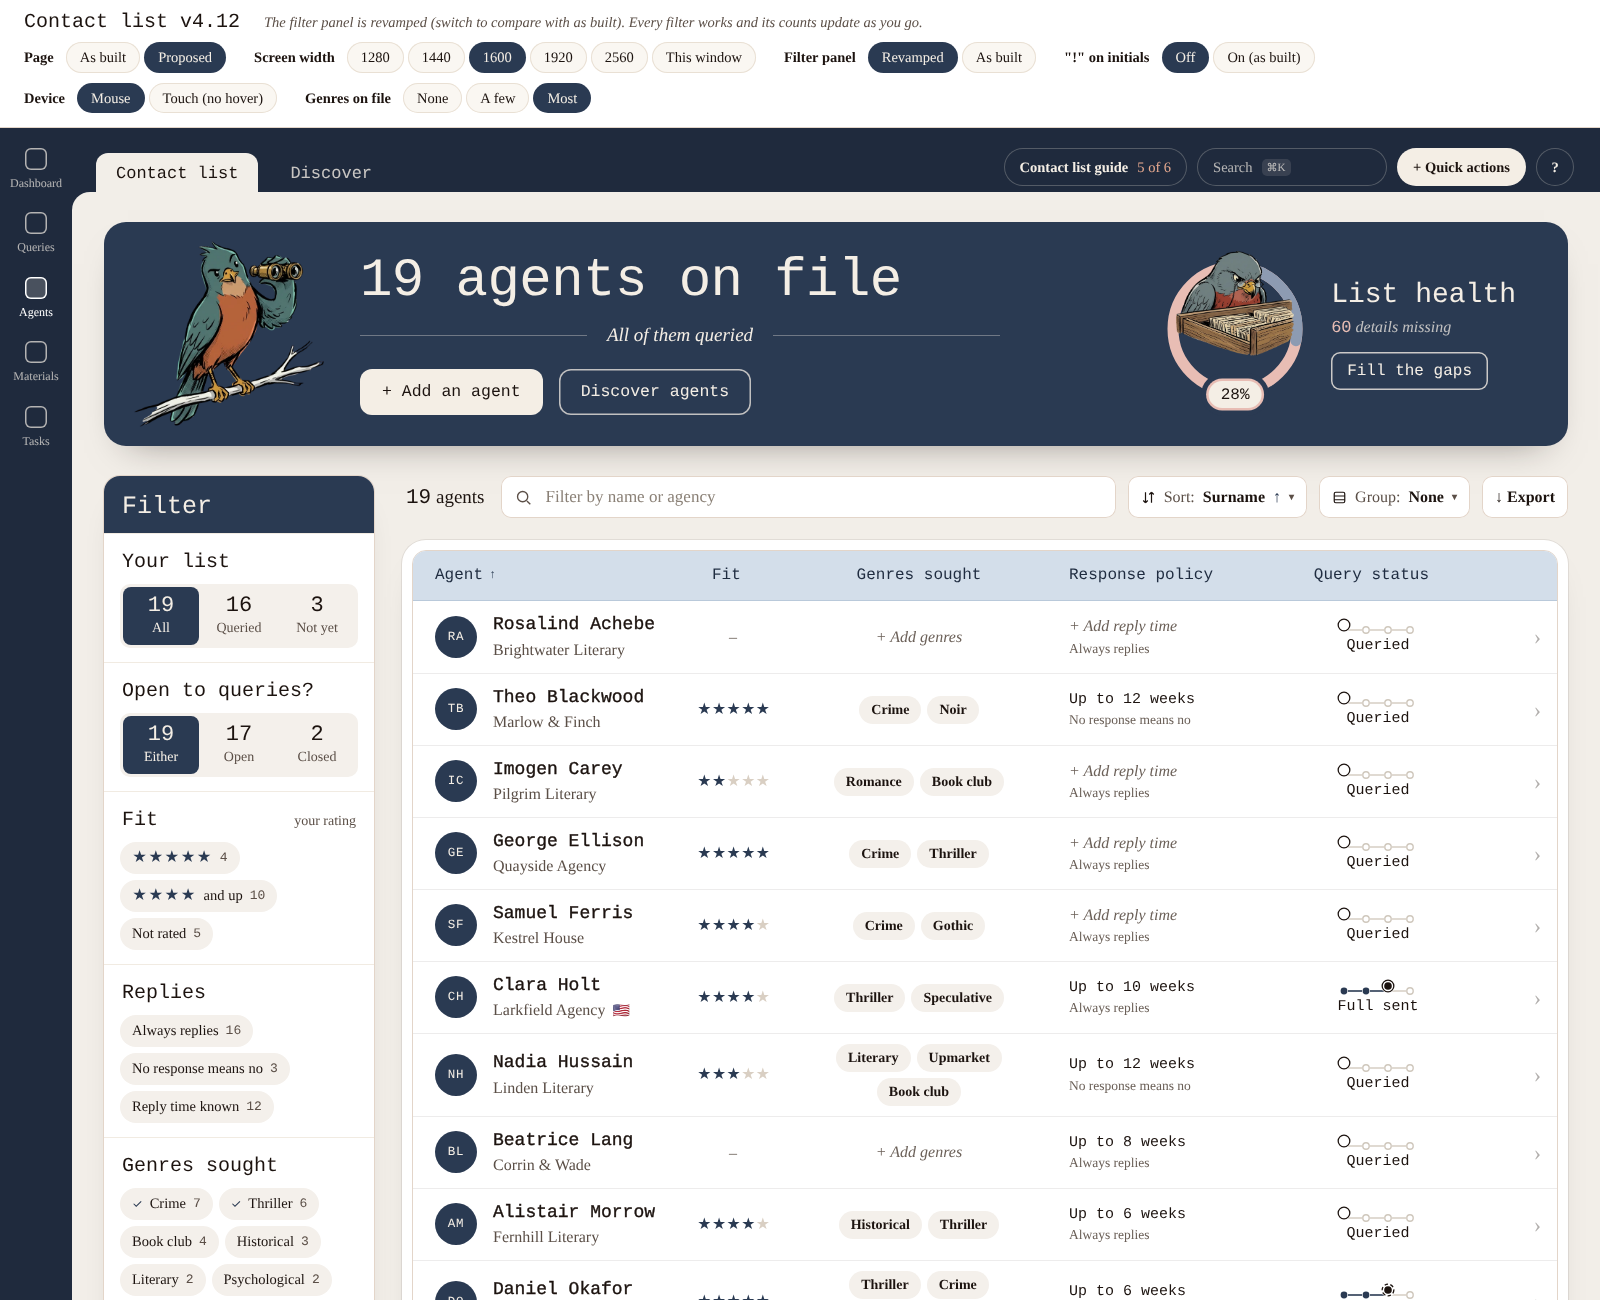 Contact list v4.12 The filter panel is revamped (switch to compare with as built). Every filter works and its counts update as you go.
Page As built Proposed Screen width 1280 1440 1600 1920 2560 This window Filter panel Revamped As built "!" on initials Off On (as built)
Device Mouse Touch (no hover) Genres on file None A few Most
Dashboard
Queries
Agents
Materials
Tasks
Contact list Discover Contact list guide 5 of 6 Search ⌘K + Quick actions ?
19 agents on file
All of them queried
+ Add an agent Discover agents
28%
List health
60 details missing
Fill the gaps
Filter
Your list
19 16 3
All Queried Not yet
Open to queries?
19 17 2
Either Open Closed
Fit your rating
★★★★★ 4
★★★★ and up 10
Not rated 5
Replies
Always replies 16
No response means no 3
Reply time known 12
Genres sought
✓ Crime 7 ✓ Thriller 6
Book club 4 Historical 3
Literary 2 Psychological 2
19 agents Filter by name or agency Sort: Surname ↑ ▾ Group: None ▾ ↓ Export
Agent ↑ Fit Genres sought Response policy Query status
RA Rosalind Achebe – + Add genres + Add reply time Queried ›
Brightwater Literary Always replies
TB Theo Blackwood ★★★★★ Crime Noir Up to 12 weeks Queried ›
Marlow & Finch No response means no
IC Imogen Carey ★★★★★ Romance Book club + Add reply time Queried ›
Pilgrim Literary Always replies
GE George Ellison ★★★★★ Crime Thriller + Add reply time Queried ›
Quayside Agency Always replies
SF Samuel Ferris ★★★★★ Crime Gothic + Add reply time Queried ›
Kestrel House Always replies
CH Clara Holt ★★★★★ Thriller Speculative Up to 10 weeks Full sent ›
Larkfield Agency 🇺🇸 Always replies
NH Nadia Hussain ★★★★★ Literary Upmarket Book club Up to 12 weeks Queried ›
Linden Literary No response means no
BL Beatrice Lang – + Add genres Up to 8 weeks Queried ›
Corrin & Wade Always replies
AM Alistair Morrow ★★★★★ Historical Thriller Up to 6 weeks Queried ›
Fernhill Literary Always replies
Daniel Okafor Thriller Crime Up to 6 weeks